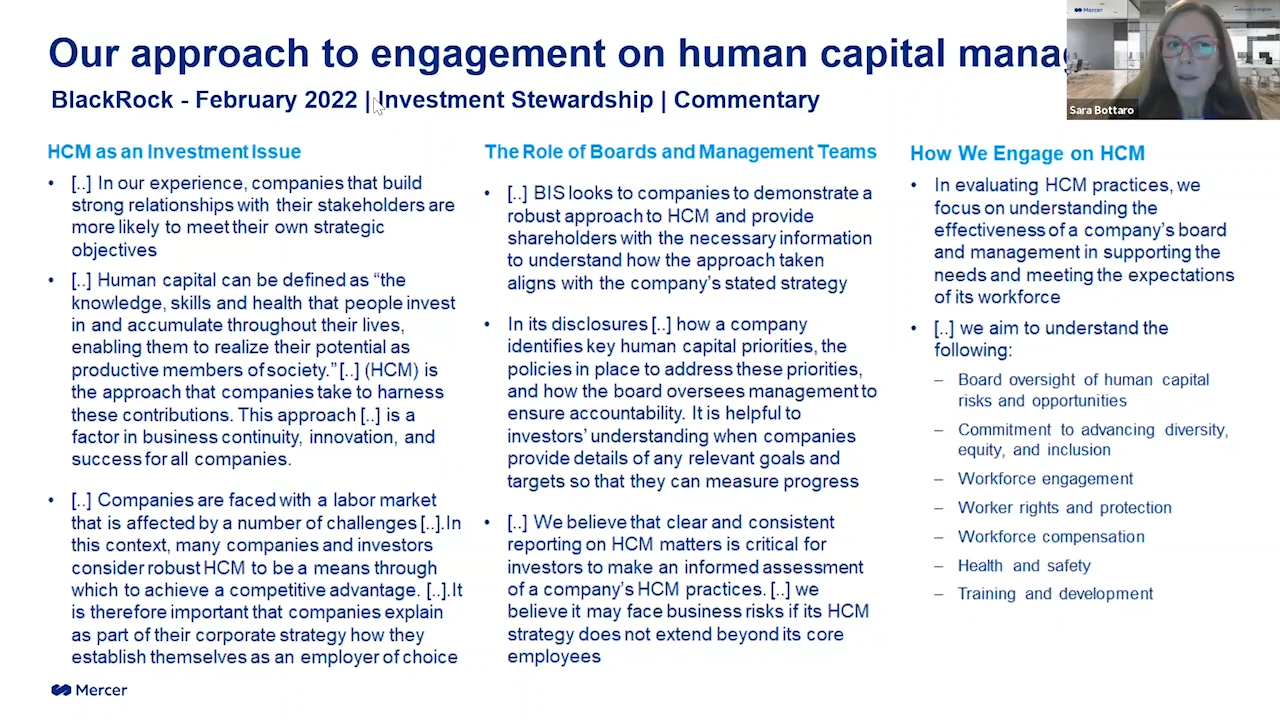 Our approach to engagement on human capital mana
BlackRock - February 2022 | Investment Stewardship | Commentary
HCM as an Investment Issue
• [..] In our experience, companies that build
strong relationships with their stakeholders are
more likely to meet their own strategic
objectives
• [..] Human capital can be defined as “the
knowledge, skills and health that people invest
in and accumulate throughout their lives,
enabling them to realize their potential as
productive members of society.” [..] (HCM) is
the approach that companies take to harness
these contributions. This approach [..] is a
factor in business continuity, innovation, and
success for all companies.
• [..] Companies are faced with a labor market
that is affected by a number of challenges [..].In
this context, many companies and investors
consider robust HCM to be a means through
which to achieve a competitive advantage. [..].It
is therefore important that companies explain
as part of their corporate strategy how they
establish themselves as an employer of choice
The Role of Boards and Management Teams
• [..] BIS looks to companies to demonstrate a
robust approach to HCM and provide
shareholders with the necessary information
to understand how the approach taken
aligns with the company’s stated strategy
• In its disclosures [..] how a company
identifies key human capital priorities, the
policies in place to address these priorities,
and how the board oversees management to
ensure accountability. It is helpful to
investors’ understanding when companies
provide details of any relevant goals and
targets so that they can measure progress
• [..] We believe that clear and consistent
reporting on HCM matters is critical for
investors to make an informed assessment
of a company’s HCM practices. [..] we
believe it may face business risks if its HCM
strategy does not extend beyond its core
employees
How We Engage on HCM
• In evaluating HCM practices, we
focus on understanding the
effectiveness of a company’s board
and management in supporting the
needs and meeting the expectations
of its workforce
• [..] we aim to understand the
following:
– Board oversight of human capital
risks and opportunities
– Commitment to advancing diversity,
equity, and inclusion
– Workforce engagement
– Worker rights and protection
– Workforce compensation
– Health and safety
– Training and development
Mercer
Mercer
Sara Bottaro